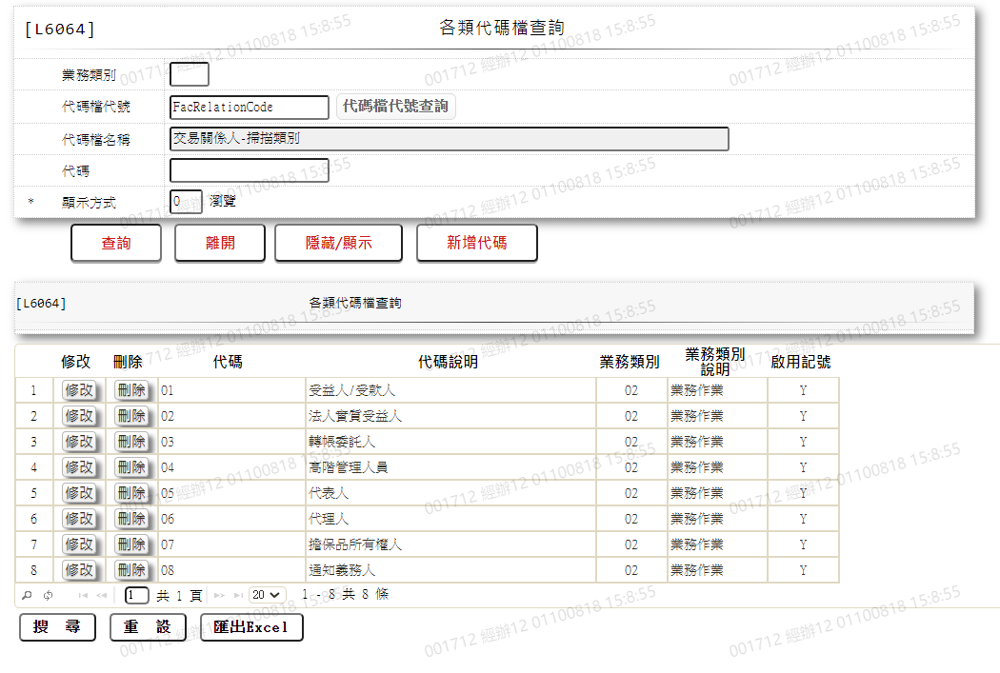 [L6064] 各類代碼檔查詢
業務類別
代碼檔代號 FacRelationCode 代碼檔代號查詢
代碼檔名稱 交易關係人-掃描類別
代碼
* 顯示方式 0 瀏覽
查詢 離開 隱藏/顯示 新增代碼
[L6064] 各類代碼檔查詢
修改 刪除 代碼 代碼說明 業務類別 業務類別說明 啟用記號
1 修改 刪除 01 受益人/受款人 02 業務作業 Y
2 修改 刪除 02 法人實質受益人 02 業務作業 Y
3 修改 刪除 03 轉帳委託人 02 業務作業 Y
4 修改 刪除 04 高階管理人員 02 業務作業 Y
5 修改 刪除 05 代表人 02 業務作業 Y
6 修改 刪除 06 代理人 02 業務作業 Y
7 修改 刪除 07 擔保品所有權人 02 業務作業 Y
8 修改 刪除 08 通知義務人 02 業務作業 Y
1 共 1 頁 20 1 - 8 共 8 條
搜 尋 重 設 匯出Excel
001712 經辦12 01100818 15:8:55